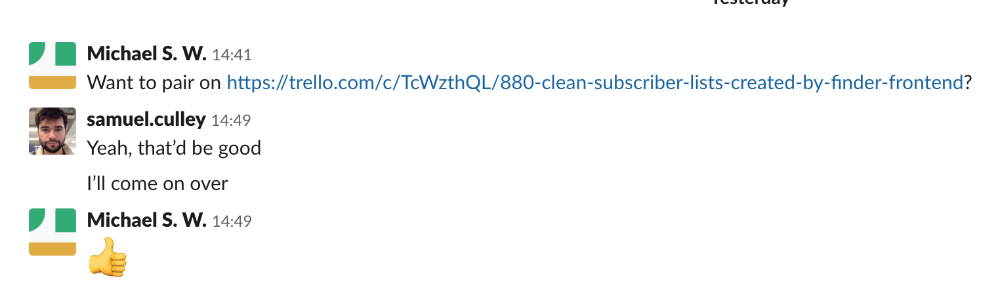 Yesterday
Michael S. W. 14:41
Want to pair on https://trello.com/c/TcWzthQL/880-clean-subscriber-lists-created-by-finder-frontend?
samuel.culley 14:49
Yeah, that’d be good
I’ll come on over
Michael S. W. 14:49